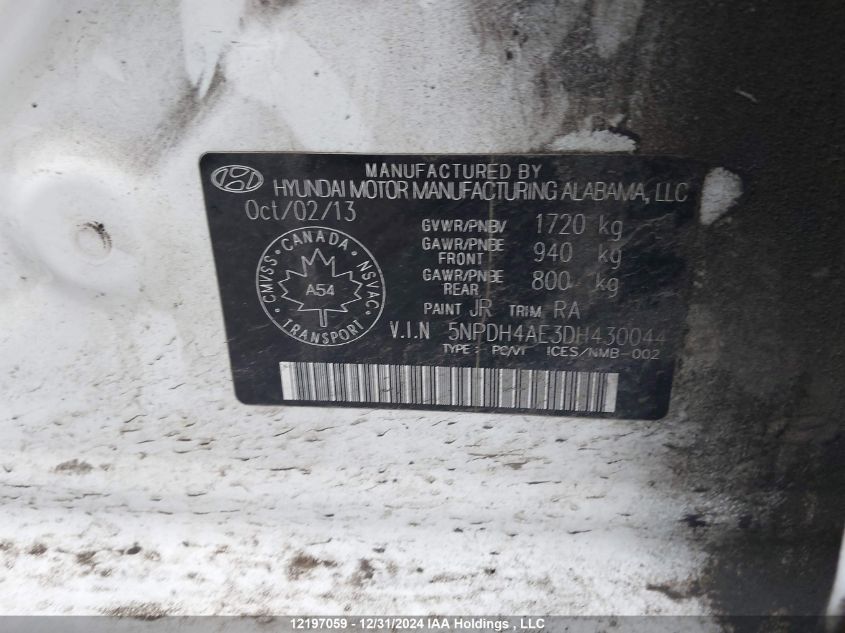 MANUFACTURED BY
HYUNDAI MOTOR MANUFACTURING ALABAMA, LLC
Oct/02/13
GVWR/PNBV 1720 kg
GAWR/PNBE FRONT 940 kg
GAWR/PNBE REAR 800 kg
CANADA
CMVSS
NSVAC
A54
TRANSPORT
PAINT JR TRIM RA
V.I.N 5NPDH4AE3DH430044
TYPE: PC/VT ICES/NMB-002
12197059 - 12/31/2024 IAA Holdings, LLC